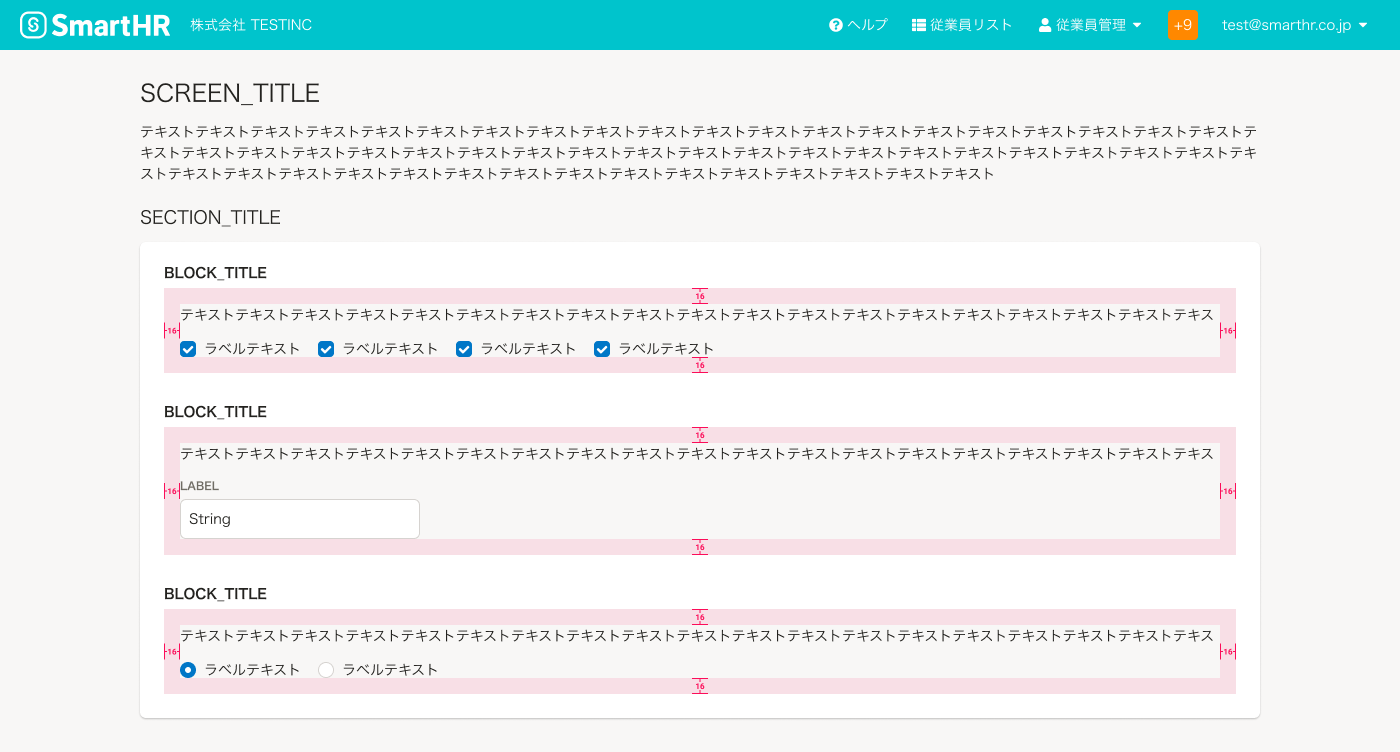 SmartHR 株式会社 TESTINC ヘルプ 従業員リスト 従業員管理 +9 test@smarthr.co.jp
SCREEN_TITLE
テキストテキストテキストテキストテキストテキストテキストテキストテキストテキストテキストテキストテキストテキストテキストテキストテキストテキストテキストテキストテ
キストテキストテキストテキストテキストテキストテキストテキストテキストテキストテキストテキストテキストテキストテキストテキストテキストテキストテキストテキストテキ
ストテキストテキストテキストテキストテキストテキストテキストテキストテキストテキストテキストテキストテキストテキストテキスト
SECTION_TITLE
BLOCK_TITLE
16
テキストテキストテキストテキストテキストテキストテキストテキストテキストテキストテキストテキストテキストテキストテキストテキストテキストテキストテキス
16 16
ラベルテキスト ラベルテキスト ラベルテキスト ラベルテキスト
16
BLOCK_TITLE
16
テキストテキストテキストテキストテキストテキストテキストテキストテキストテキストテキストテキストテキストテキストテキストテキストテキストテキストテキス
LABEL
16 16
String
16
BLOCK_TITLE
16
テキストテキストテキストテキストテキストテキストテキストテキストテキストテキストテキストテキストテキストテキストテキストテキストテキストテキストテキス
16 16
ラベルテキスト ラベルテキスト
16